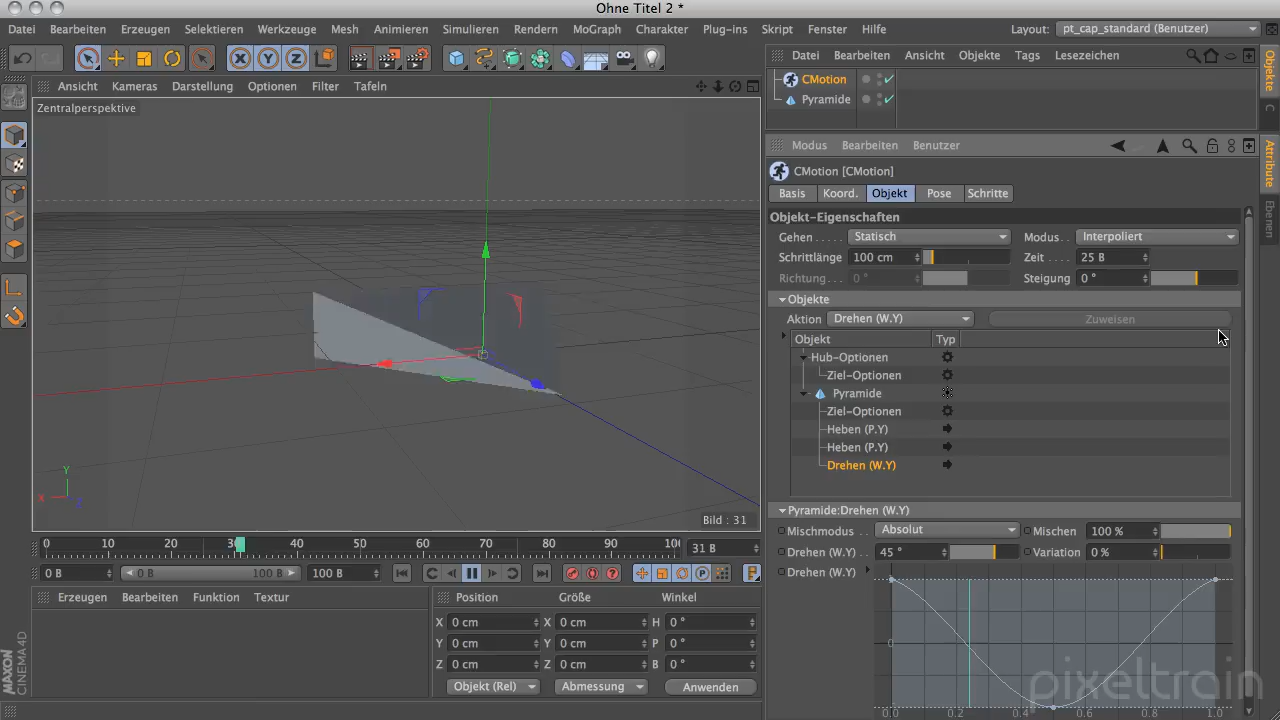 Ohne Titel 2 *
Datei Bearbeiten Erzeugen Selektieren Werkzeuge Mesh Animieren Simulieren Rendern MoGraph Charakter Plug-ins Skript Fenster Hilfe Layout: pt_cap_standard (Benutzer)
X Y Z
Datei Bearbeiten Ansicht Objekte Tags Lesezeichen
Objekte
CMotion
Pyramide
Ansicht Kameras Darstellung Optionen Filter Tafeln
Zentralperspektive
Modus Bearbeiten Benutzer
Attribute
Ebenen
CMotion [CMotion]
Basis Koord. Objekt Pose Schritte
Objekt-Eigenschaften
Gehen . . . . . Statisch Modus . . Interpoliert
Schrittlänge 100 cm Zeit . . . . 25 B
Richtung . . 0 ° Steigung 0 °
Objekte
Aktion Drehen (W.Y) Zuweisen
Objekt Typ
Hub-Optionen
Ziel-Optionen
Pyramide
Ziel-Optionen
Heben (P.Y)
Heben (P.Y)
Drehen (W.Y)
Y
X Z
Bild : 31
Pyramide:Drehen (W.Y)
Mischmodus . . Absolut Mischen 100 %
Drehen (W.Y) . . 45 ° Variation 0 %
Drehen (W.Y)
0
0.0 0.2 0.4 0.6 0.8 1.0
0 10 20 30 40 50 60 70 80 90 100 31 B
0 B 0 B 100 B 100 B
P
Erzeugen Bearbeiten Funktion Textur
Position Größe Winkel
X 0 cm X 0 cm H 0 °
Y 0 cm Y 0 cm P 0 °
Z 0 cm Z 0 cm B 0 °
Objekt (Rel) Abmessung Anwenden
MAXON
CINEMA 4D
pixeltrain